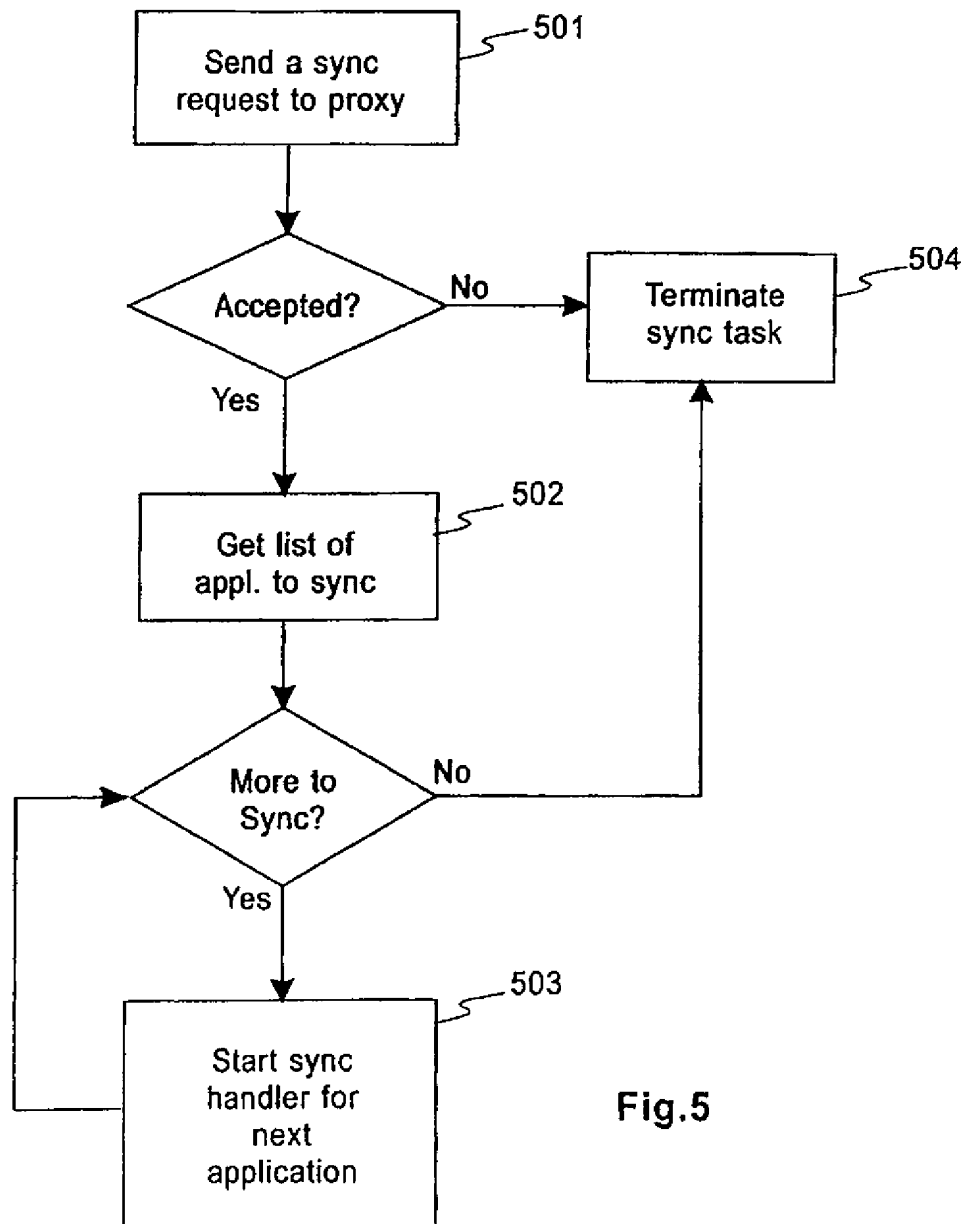 501
Send a sync
request to proxy
Accepted?
No
504
Terminate
sync task
Yes
502
Get list of
appl. to sync
More to
Sync?
No
Yes
503
Start sync
handler for
next
application
Fig.5